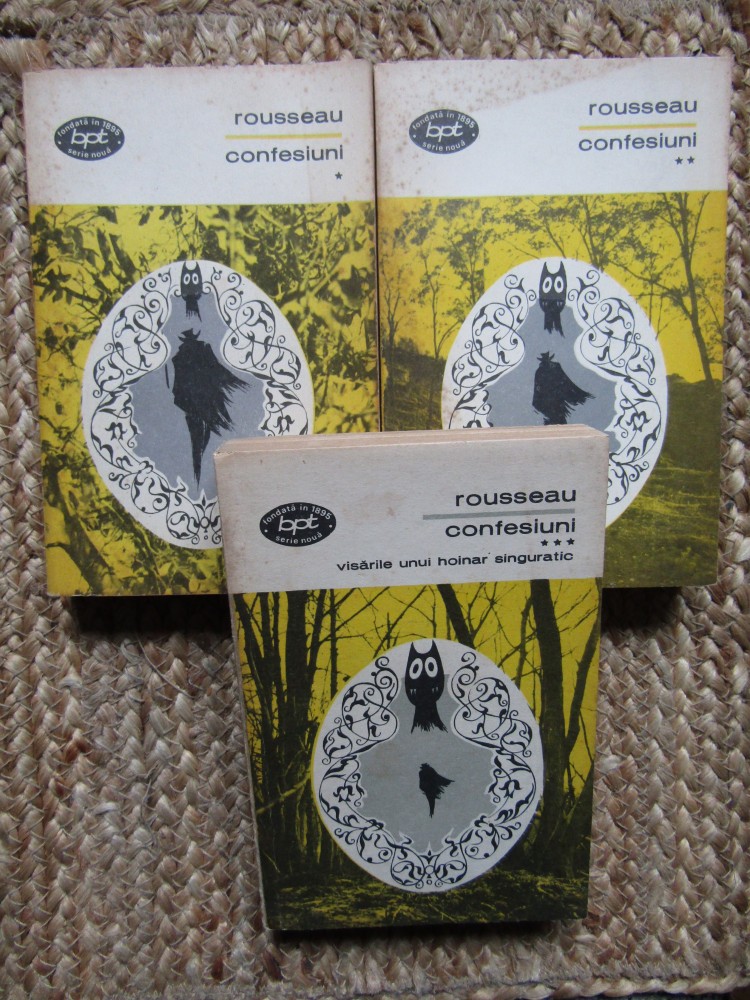 fondată în 1895
bpt
serie nouă
rousseau
confesiuni
*
fondată în 1895
bpt
serie nouă
rousseau
confesiuni
**
fondată în 1895
bpt
serie nouă
rousseau
confesiuni
***
visările unui hoinar singuratic